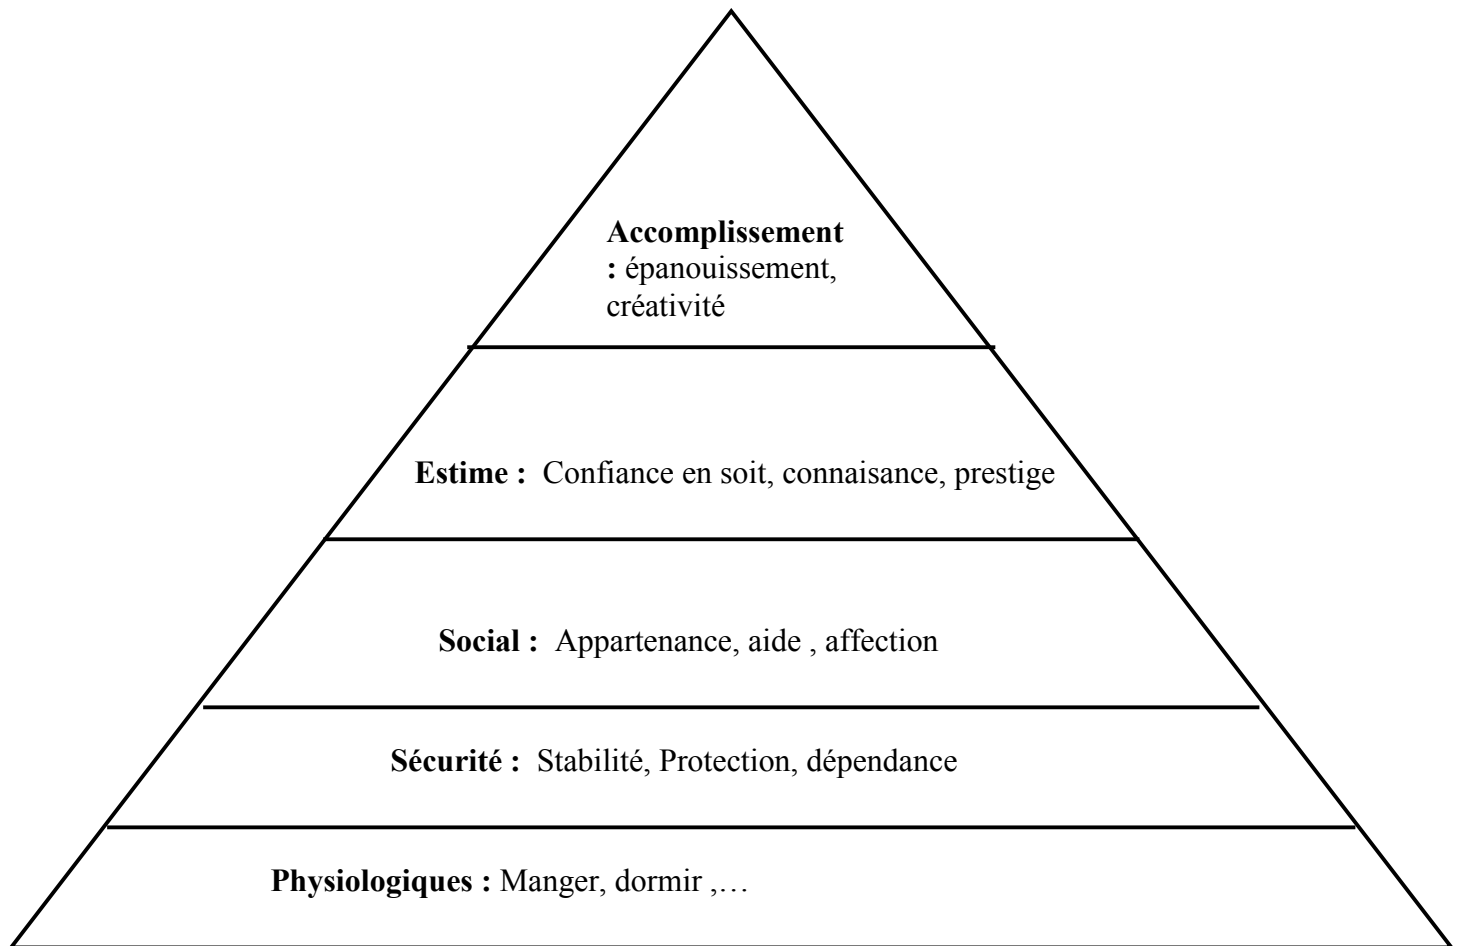 Accomplissement
: épanouissement,
créativité
Estime :  Confiance en soit, connaisance, prestige
Social :  Appartenance, aide , affection
Sécurité :  Stabilité, Protection, dépendance
Physiologiques : Manger, dormir ,…